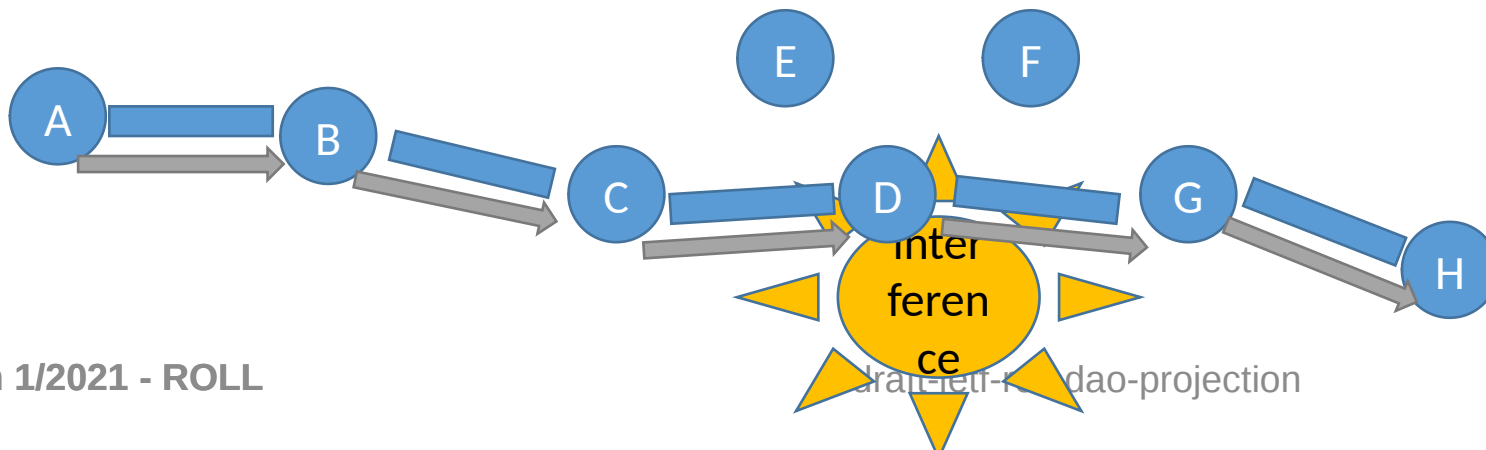 E
F
A
B
C
D
G
H
Inter
feren
ce
1/2021 - ROLL
dao-projection